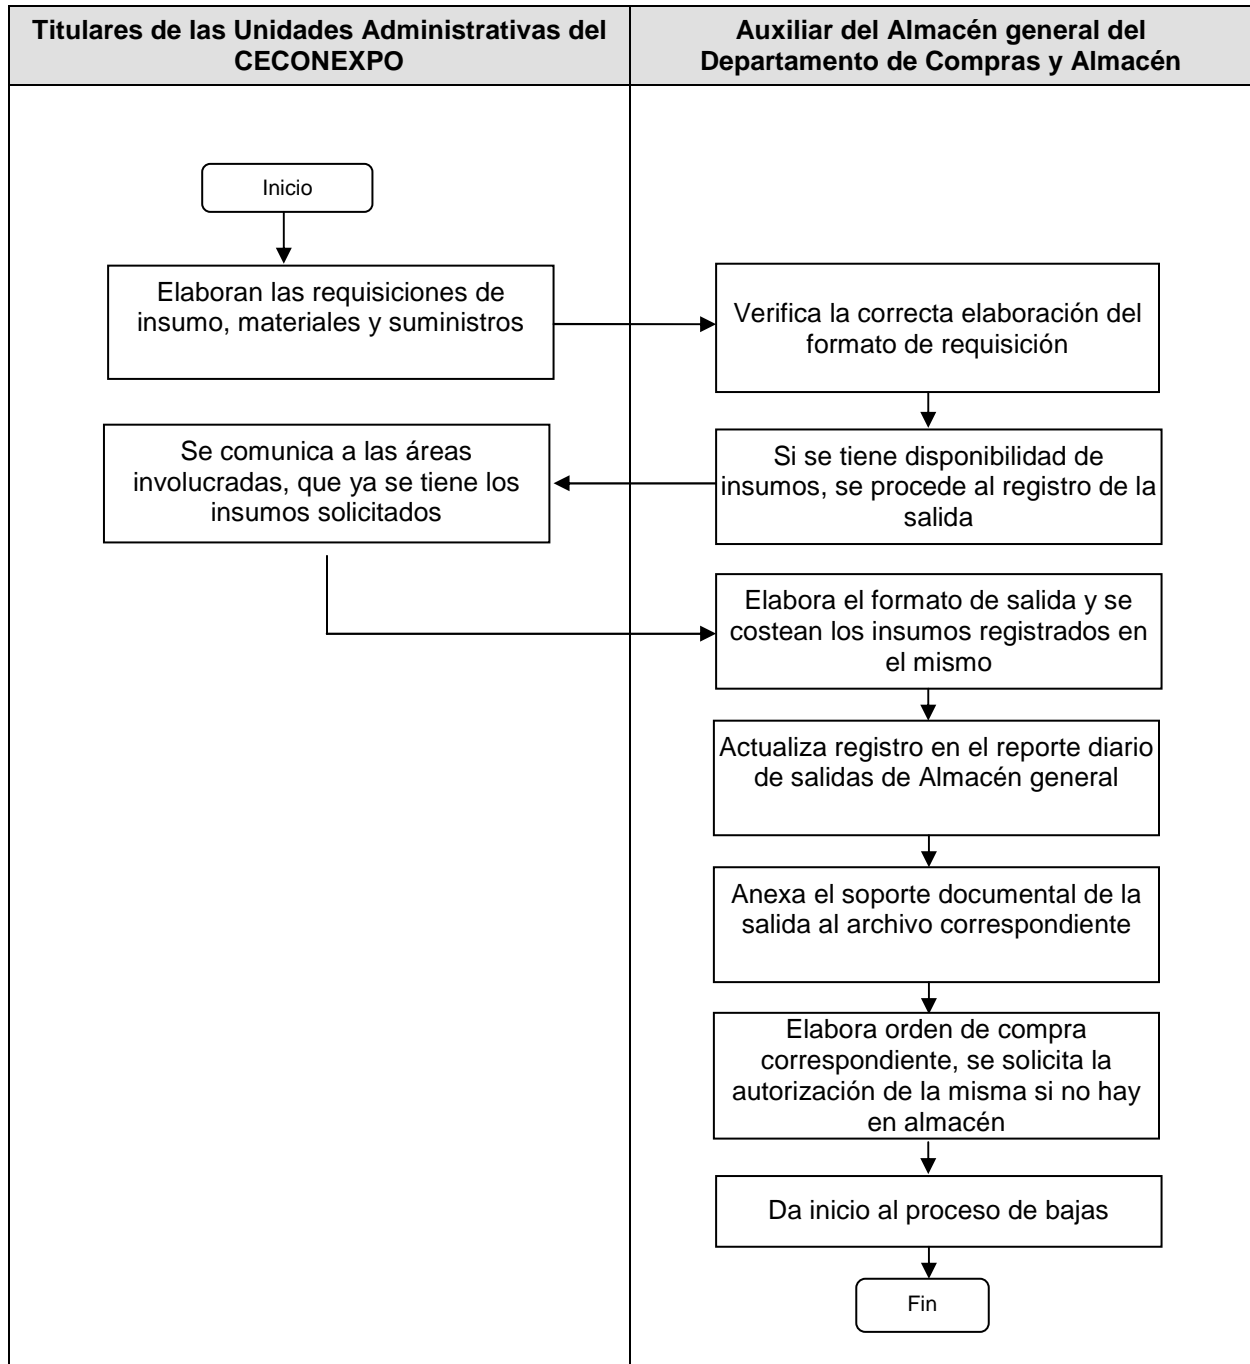 Titulares de las Unidades Administrativas del
CECONEXPO
Auxiliar del Almacén general del
Departamento de Compras y Almacén
Inicio
Elaboran las requisiciones de
insumo, materiales y suministros
Verifica la correcta elaboración del
formato de requisición
Si se tiene disponibilidad de
insumos, se procede al registro de la
salida
Se comunica a las áreas
involucradas, que ya se tiene los
insumos solicitados
Elabora el formato de salida y se
costean los insumos registrados en
el mismo
Actualiza registro en el reporte diario
de salidas de Almacén general
Anexa el soporte documental de la
salida al archivo correspondiente
Elabora orden de compra
correspondiente, se solicita la
autorización de la misma si no hay
en almacén
Da inicio al proceso de bajas
Fin